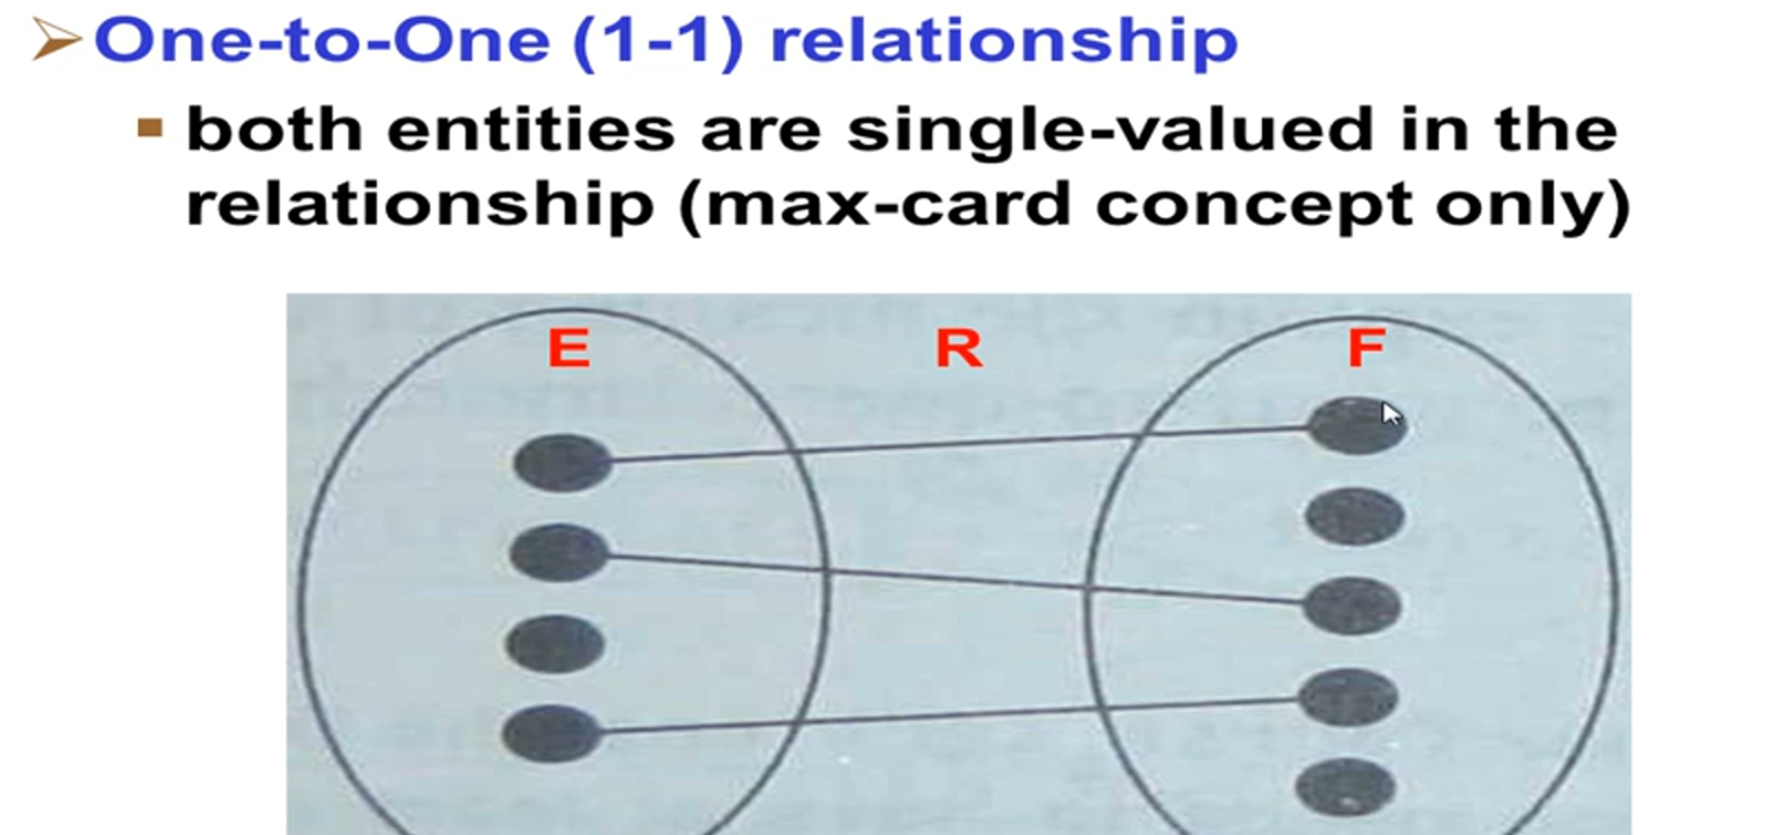 One-to-One (1-1) relationship
both entities are single-valued in the
relationship (max-card concept only)
E R F